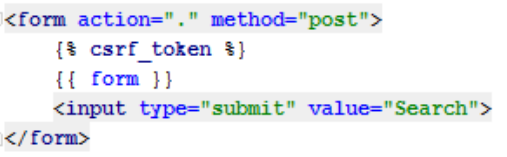 <form action="." method="post">
{% csrf_token %}
{{ form }}
<input type="submit" value="Search">
</form>